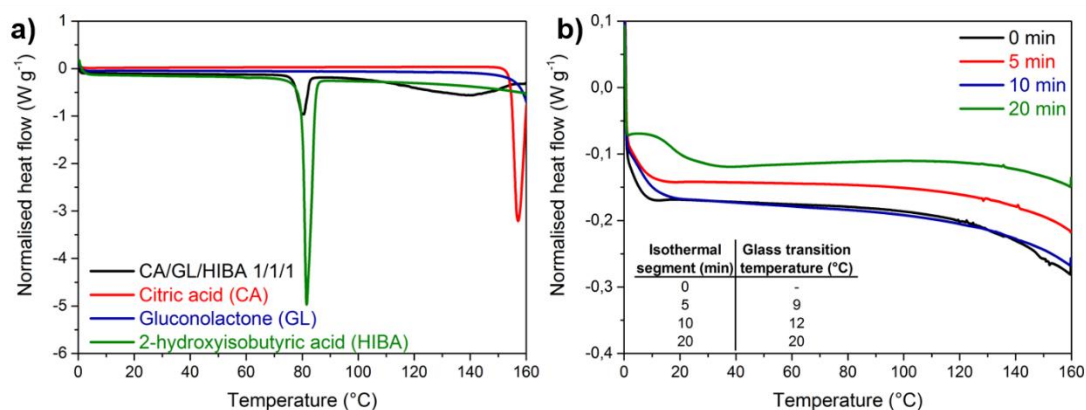 a)
1
0
-1
-2
-3
-4
-5
-6
Normalised heat flow (W g⁻¹)
CA/GL/HIBA 1/1/1
Citric acid (CA)
Gluconolactone (GL)
2-hydroxyisobutyric acid (HIBA)
0 20 40 60 80 100 120 140 160
Temperature (°C)
b)
0,1
0,0
-0,1
-0,2
-0,3
-0,4
Normalised heat flow (W g⁻¹)
0 min
5 min
10 min
20 min
Isothermal Glass transition
segment (min) temperature (°C)
0 -
5 9
10 12
20 20
0 20 40 60 80 100 120 140 160
Temperature (°C)